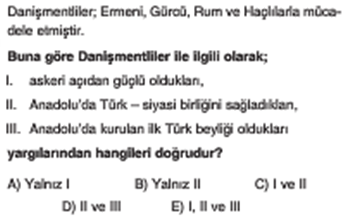 Danişmentliler; Ermeni, Gürcü, Rum ve Haçlılarla müca-
dele etmiştir.
Buna göre Danişmentliler ile ilgili olarak;
I. askeri açıdan güçlü oldukları,
II. Anadolu'da Türk – siyasi birliğini sağladıkları,
III. Anadolu'da kurulan ilk Türk beyliği oldukları
yargılarından hangileri doğrudur?
A) Yalnız I B) Yalnız II C) I ve II
D) II ve III E) I, II ve III